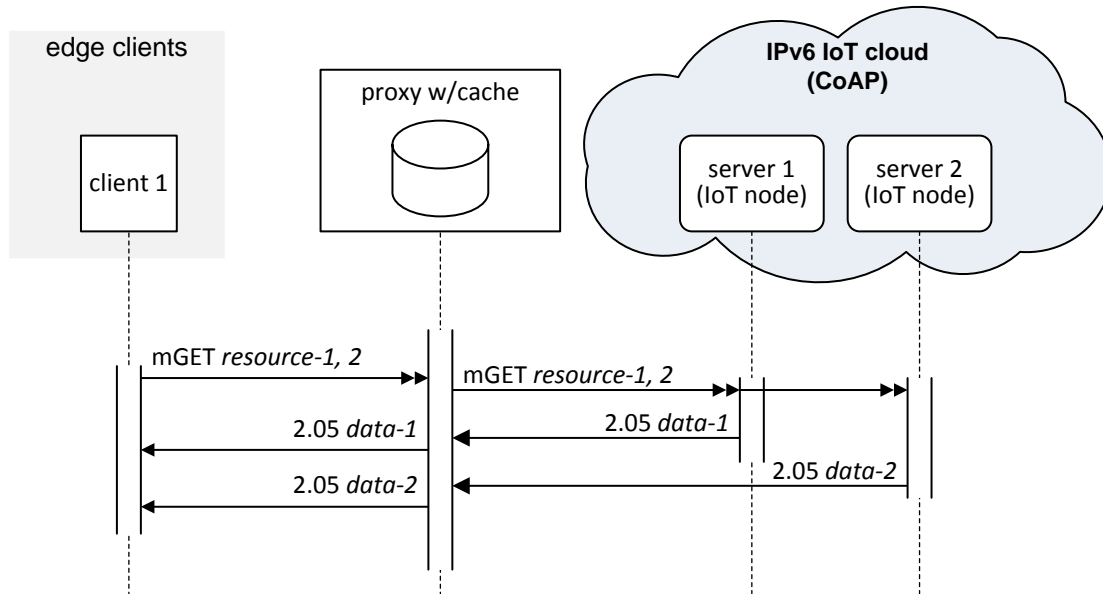 edge clients
IPv6 IoT cloud
(CoAP)
proxy w/cache
client 1
server 1
(IoT node)
server 2
(IoT node)
mGET resource-1, 2
mGET resource-1, 2
2.05 data-1
2.05 data-1
2.05 data-2
2.05 data-2